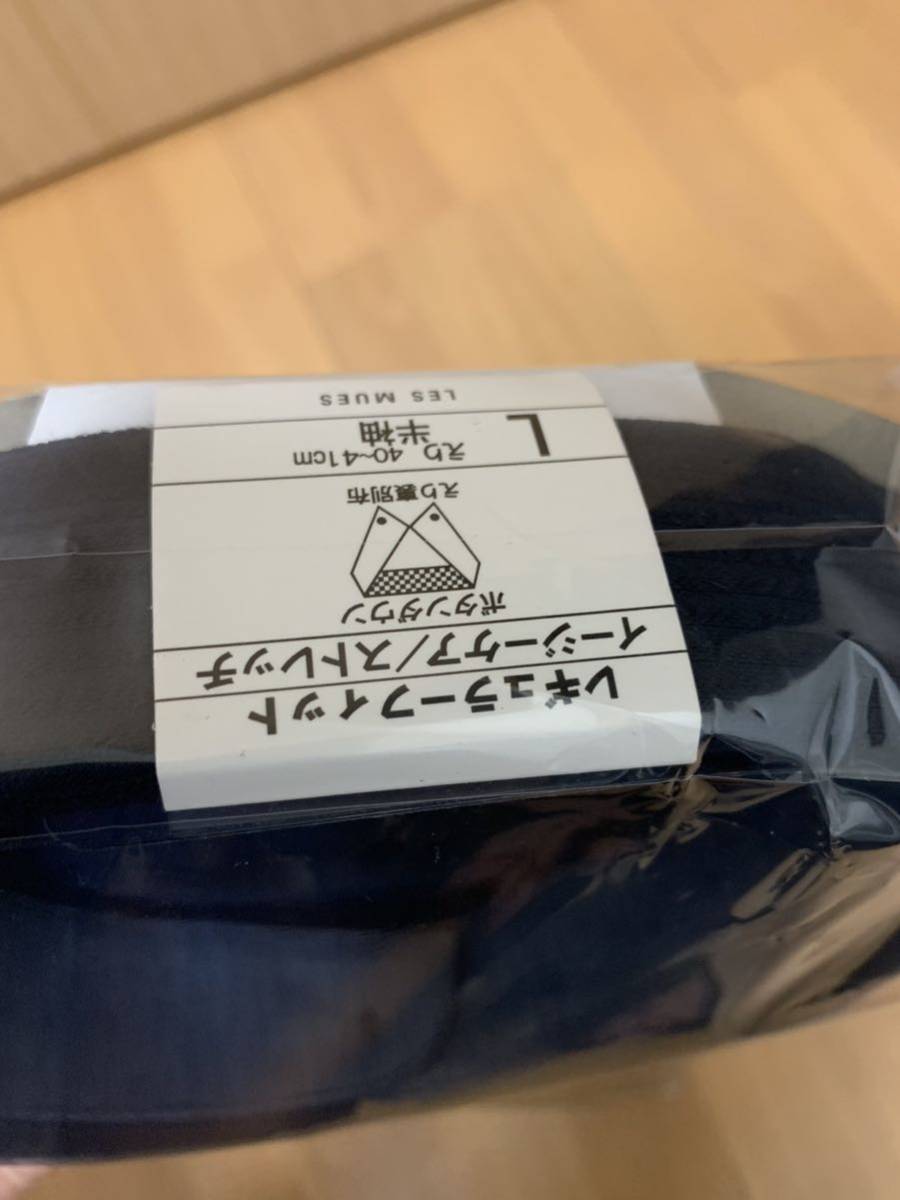 レギュラーフィット
イージーケア/ストレッチ
ボタンダウン
えり裏別布
L
えり 40~41cm
半袖
LES MUES